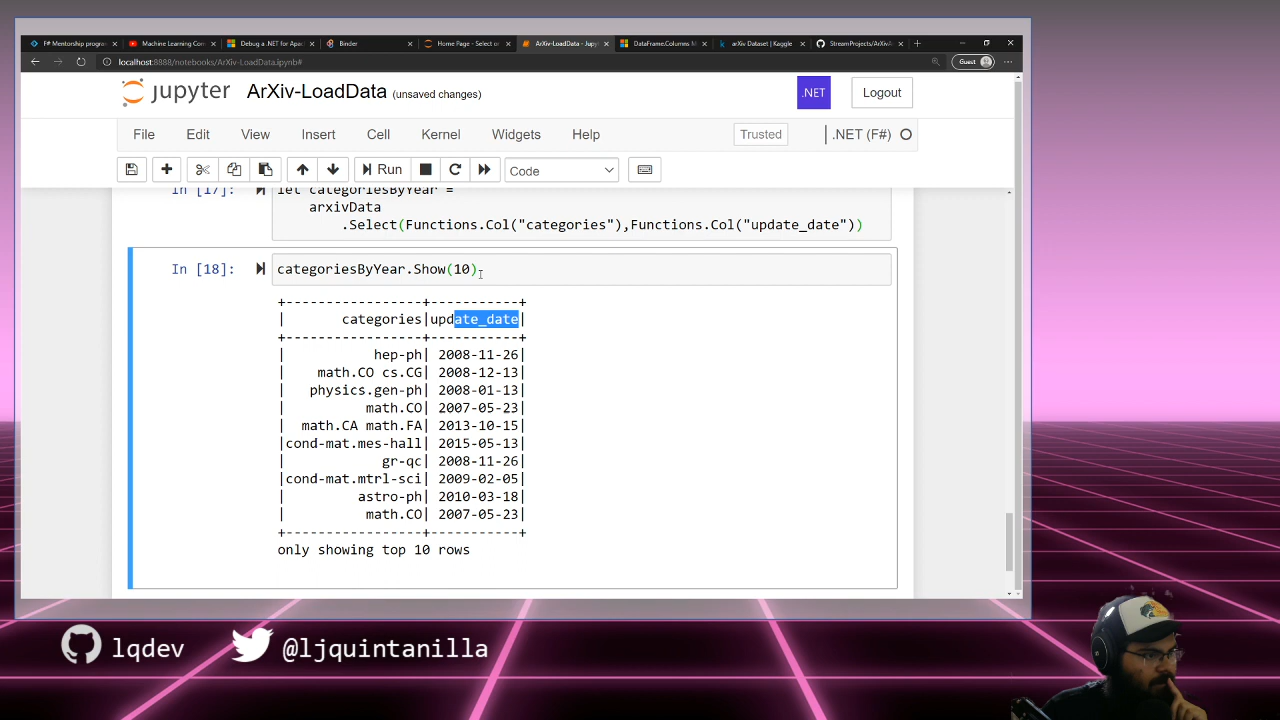 F# Mentorship progra
Machine Learning Con
Debug a .NET for Apac
Binder
Home Page - Select or
ArXiv-LoadData - Jupyt
DataFrame.Columns M
arXiv Dataset | Kaggle
StreamProjects/ArXivA
localhost:8888/notebooks/ArXiv-LoadData.ipynb#
Guest
jupyter ArXiv-LoadData (unsaved changes)
.NET
Logout
File Edit View Insert Cell Kernel Widgets Help
Trusted
.NET (F#)
Run
Code
In [17]: let categoriesByYear =
arxivData
.Select(Functions.Col("categories"),Functions.Col("update_date"))
In [18]: categoriesByYear.Show(10)
+------------------+-----------+
| categories|update_date|
+------------------+-----------+
| hep-ph| 2008-11-26|
| math.CO cs.CG| 2008-12-13|
| physics.gen-ph| 2008-01-13|
| math.CO| 2007-05-23|
| math.CA math.FA| 2013-10-15|
|cond-mat.mes-hall| 2015-05-13|
| gr-qc| 2008-11-26|
|cond-mat.mtrl-sci| 2009-02-05|
| astro-ph| 2010-03-18|
| math.CO| 2007-05-23|
+------------------+-----------+
only showing top 10 rows
lqdev
@ljquintanilla